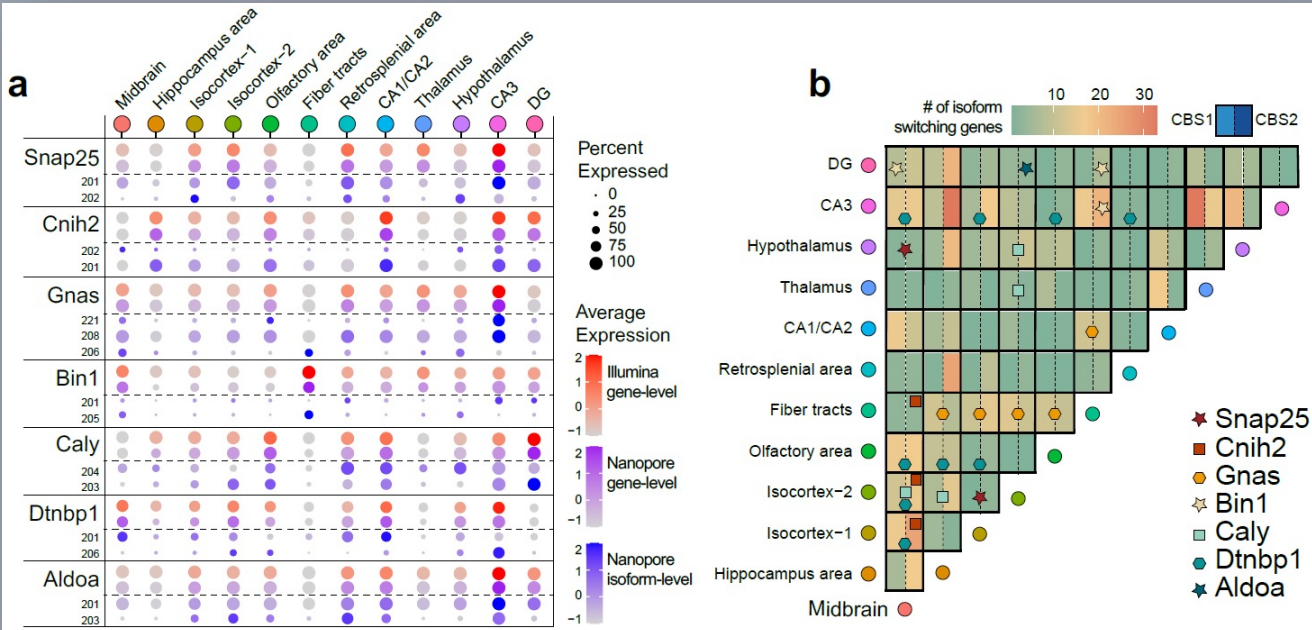 a
Midbrain
Hippocampus area
Isocortex-1
Isocortex-2
Olfactory area
Fiber tracts
Retrosplenial area
CA1/CA2
Thalamus
Hypothalamus
CA3
DG
Snap25
201
202
Cnih2
202
201
Gnas
221
208
206
Bin1
201
205
Caly
204
203
Dtnbp1
201
206
Aldoa
201
203
Percent
Expressed
0
25
50
75
100
Average
Expression
2
1
0
-1
Illumina
gene-level
2
1
0
-1
Nanopore
gene-level
2
1
0
-1
Nanopore
isoform-level
b
# of isoform
switching genes
10 20 30
CBS1 CBS2
DG
CA3
Hypothalamus
Thalamus
CA1/CA2
Retrosplenial area
Fiber tracts
Olfactory area
Isocortex-2
Isocortex-1
Hippocampus area
Midbrain
Snap25
Cnih2
Gnas
Bin1
Caly
Dtnbp1
Aldoa